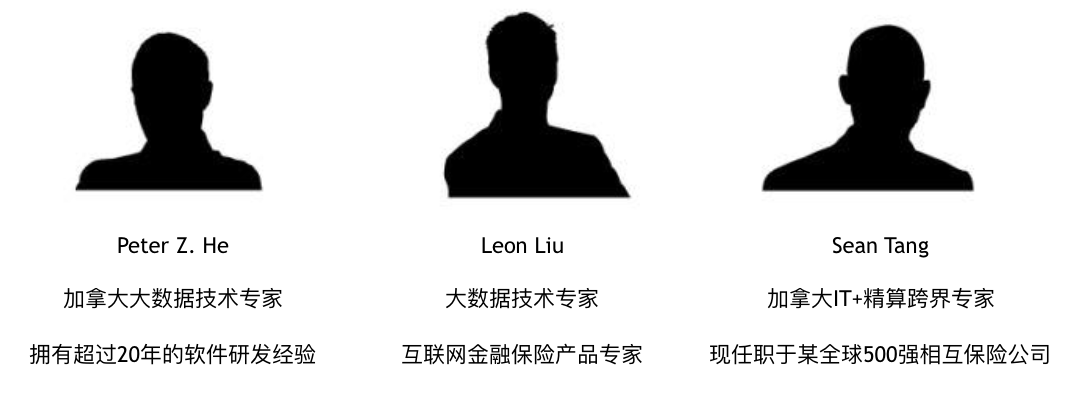 Peter Z. He
加拿大大数据技术专家
拥有超过20年的软件研发经验
Leon Liu
大数据技术专家
互联网金融保险产品专家
Sean Tang
加拿大IT+精算跨界专家
现任职于某全球500强相互保险公司